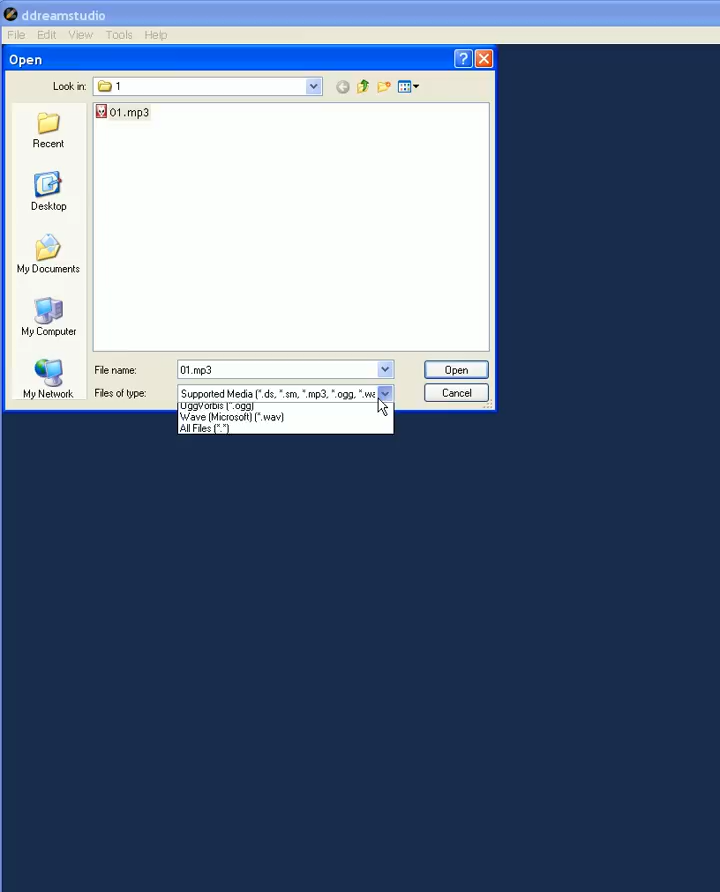 ddreamstudio
File Edit View Tools Help
Open
Look in: 1
01.mp3
Recent
Desktop
My Documents
My Computer
My Network
File name: 01.mp3 Open
Files of type: Supported Media (*.ds, *.sm, *.mp3, *.ogg, *.wa Cancel
OggVorbis (*.ogg)
Wave (Microsoft) (*.wav)
All Files (*.*)